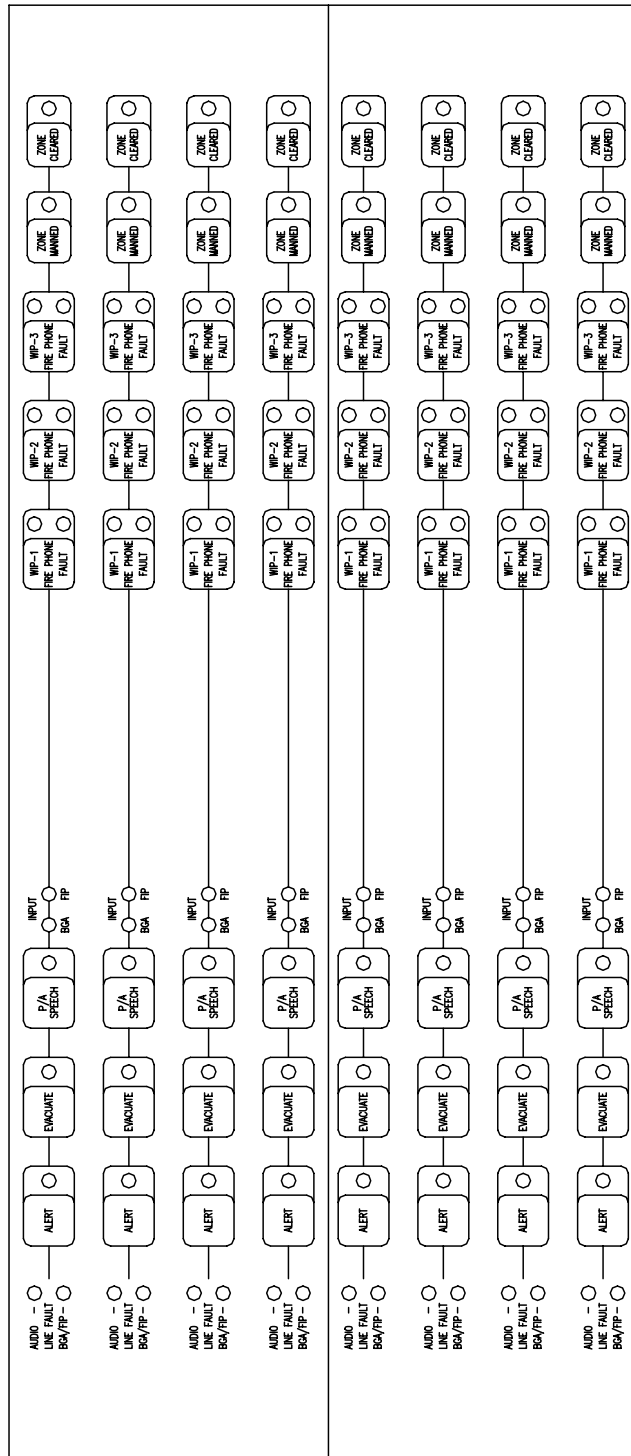 AUDIO –
LINE FAULT
BGA/FIP –
ALERT
EVACUATE
P/A
SPEECH
INPUT
BGA FIP
WIP-1
FIRE PHONE
FAULT
WIP-2
FIRE PHONE
FAULT
WIP-3
FIRE PHONE
FAULT
ZONE
MANNED
ZONE
CLEARED
AUDIO –
LINE FAULT
BGA/FIP –
ALERT
EVACUATE
P/A
SPEECH
INPUT
BGA FIP
WIP-1
FIRE PHONE
FAULT
WIP-2
FIRE PHONE
FAULT
WIP-3
FIRE PHONE
FAULT
ZONE
MANNED
ZONE
CLEARED
AUDIO –
LINE FAULT
BGA/FIP –
ALERT
EVACUATE
P/A
SPEECH
INPUT
BGA FIP
WIP-1
FIRE PHONE
FAULT
WIP-2
FIRE PHONE
FAULT
WIP-3
FIRE PHONE
FAULT
ZONE
MANNED
ZONE
CLEARED
AUDIO –
LINE FAULT
BGA/FIP –
ALERT
EVACUATE
P/A
SPEECH
INPUT
BGA FIP
WIP-1
FIRE PHONE
FAULT
WIP-2
FIRE PHONE
FAULT
WIP-3
FIRE PHONE
FAULT
ZONE
MANNED
ZONE
CLEARED
AUDIO –
LINE FAULT
BGA/FIP –
ALERT
EVACUATE
P/A
SPEECH
INPUT
BGA FIP
WIP-1
FIRE PHONE
FAULT
WIP-2
FIRE PHONE
FAULT
WIP-3
FIRE PHONE
FAULT
ZONE
MANNED
ZONE
CLEARED
AUDIO –
LINE FAULT
BGA/FIP –
ALERT
EVACUATE
P/A
SPEECH
INPUT
BGA FIP
WIP-1
FIRE PHONE
FAULT
WIP-2
FIRE PHONE
FAULT
WIP-3
FIRE PHONE
FAULT
ZONE
MANNED
ZONE
CLEARED
AUDIO –
LINE FAULT
BGA/FIP –
ALERT
EVACUATE
P/A
SPEECH
INPUT
BGA FIP
WIP-1
FIRE PHONE
FAULT
WIP-2
FIRE PHONE
FAULT
WIP-3
FIRE PHONE
FAULT
ZONE
MANNED
ZONE
CLEARED
AUDIO –
LINE FAULT
BGA/FIP –
ALERT
EVACUATE
P/A
SPEECH
INPUT
BGA FIP
WIP-1
FIRE PHONE
FAULT
WIP-2
FIRE PHONE
FAULT
WIP-3
FIRE PHONE
FAULT
ZONE
MANNED
ZONE
CLEARED